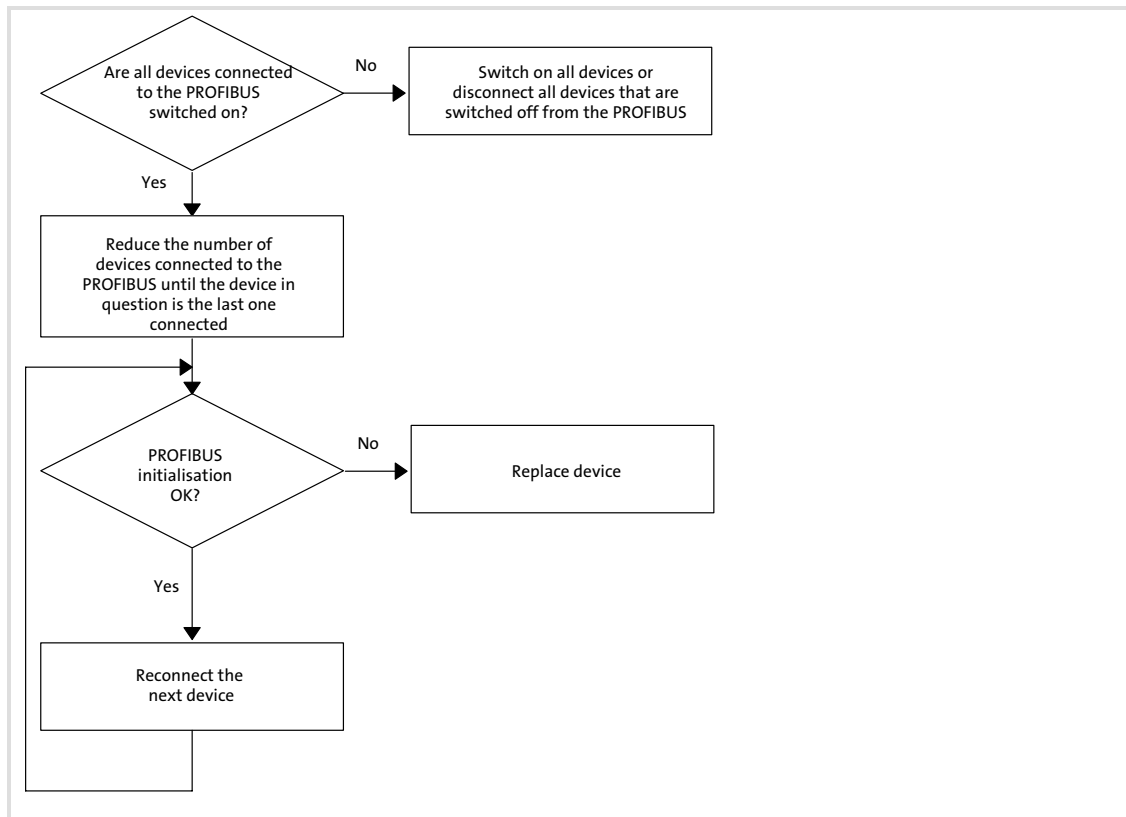 Are all devices connected
to the PROFIBUS
switched on?
No
Switch on all devices or
disconnect all devices that are
switched off from the PROFIBUS
Yes
Reduce the number of
devices connected to the
PROFIBUS until the device in
question is the last one
connected
PROFIBUS
initialisation
OK?
No
Replace device
Yes
Reconnect the
next device